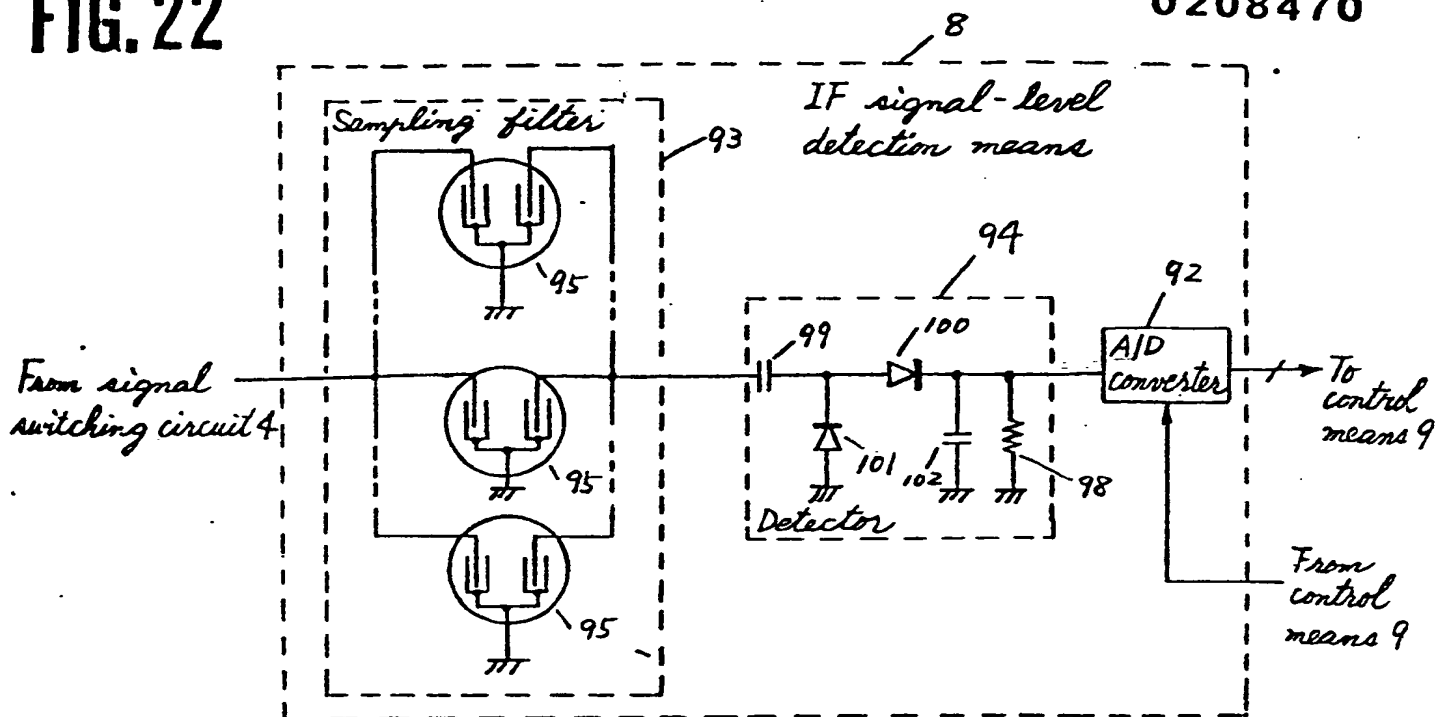 FIG. 22
0208470
8
IF signal-level
detection means
Sampling filter
93
95
94
92
99
100
A/D
converter
From signal
switching circuit 4
To
control
means 9
95
101
102
98
Detector
From
control
means 9
95